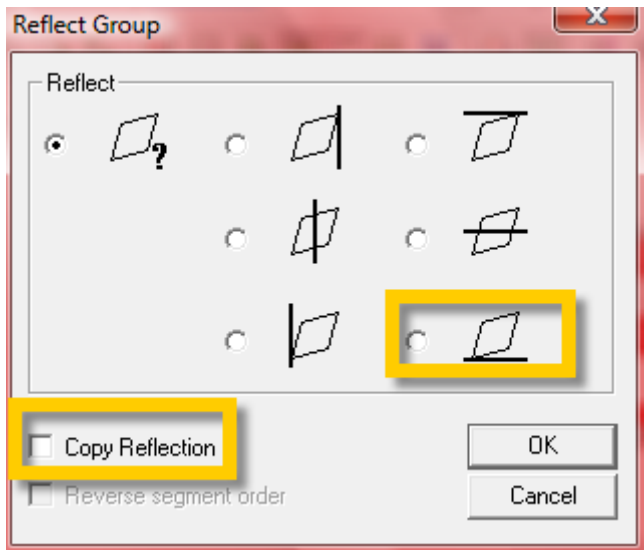 Reflect Group
Reflect
?
Copy Reflection
OK
Reverse segment order
Cancel